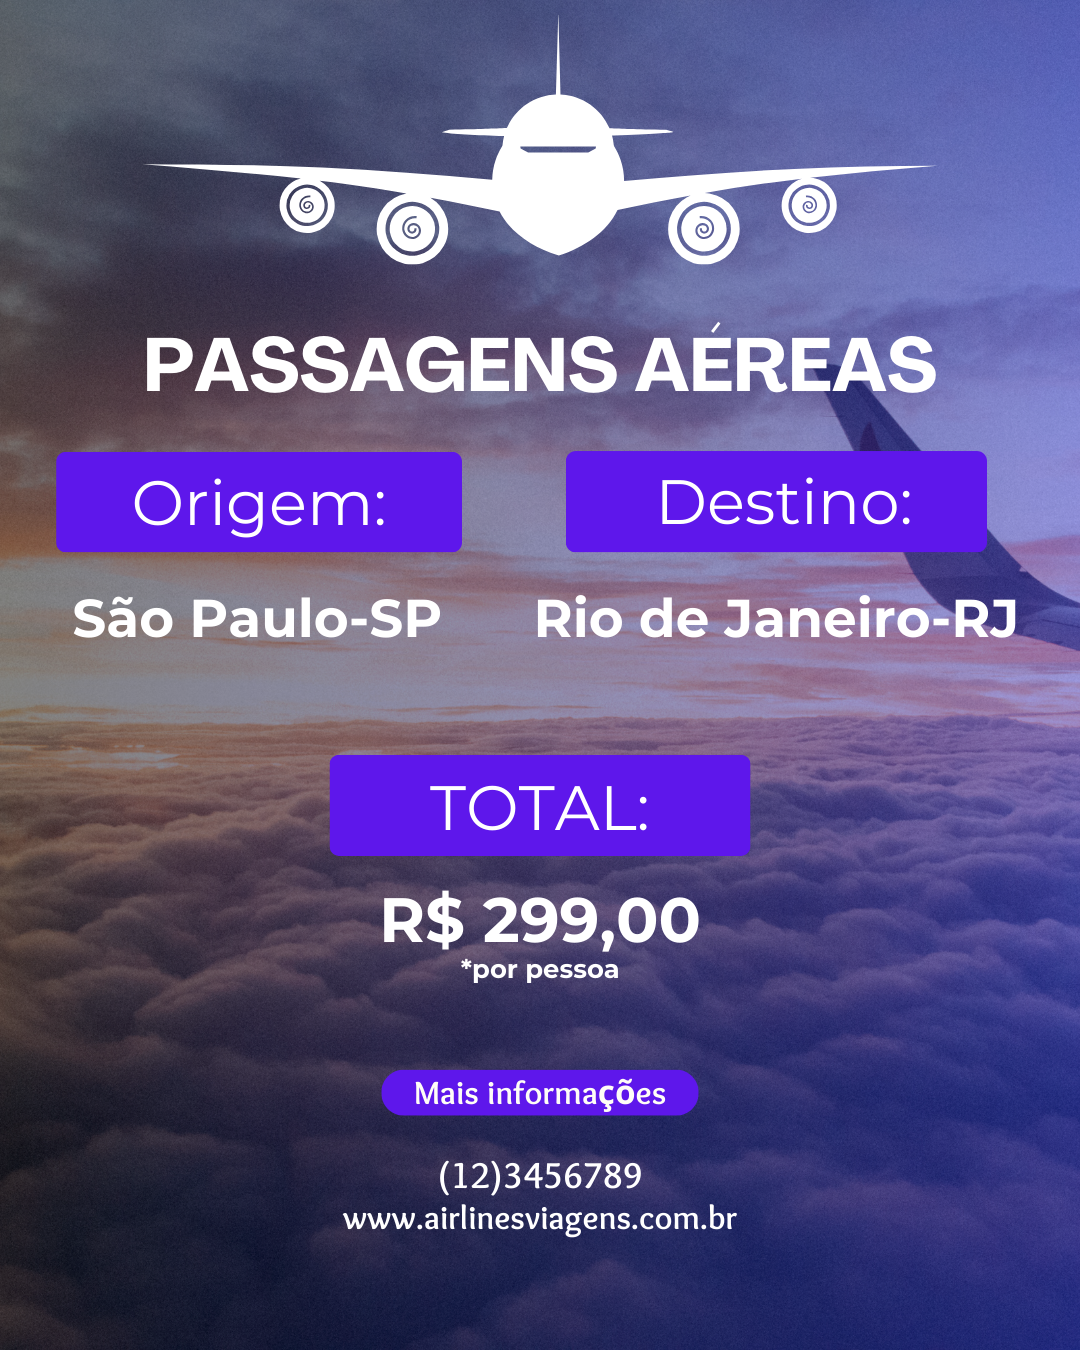 PASSAGENS AÉREAS
Origem:
Destino:
São Paulo-SP
Rio de Janeiro-RJ
TOTAL:
R$ 299,00
*por pessoa
Mais informações
(12)3456789
www.airlinesviagens.com.br